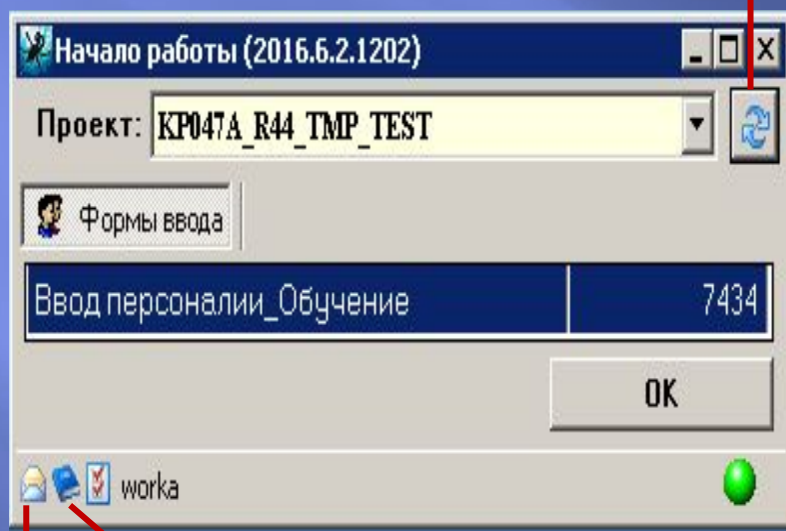 Начало работы (2016.6.2.1202)
Проект: KP047A_R44_TMP_TEST
Формы ввода
Ввод персоналии_Обучение 7434
OK
worka